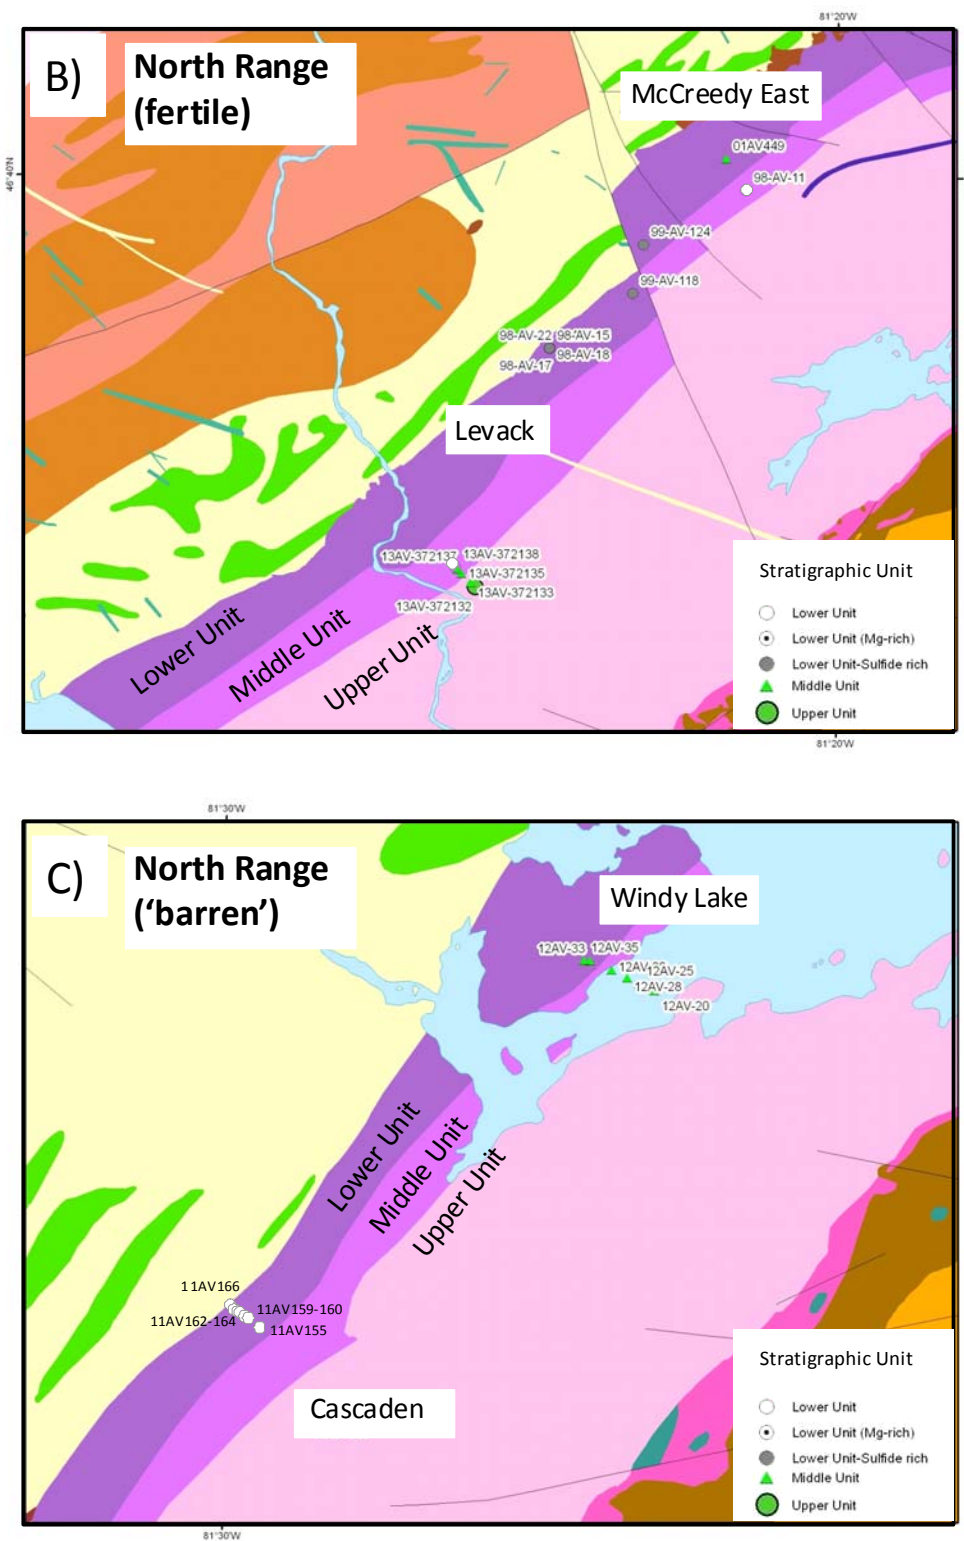 81°20'W
B)
North Range
(fertile)
McCreedy East
46°40'N
01AV449
98-AV-11
99-AV-124
99-AV-118
98-AV-22 98-AV-15
98-AV-18
98-AV-17
Levack
13AV-372137 13AV-372138
13AV-372135
13AV-372133
13AV-372132
Lower Unit
Middle Unit
Upper Unit
Stratigraphic Unit
Lower Unit
Lower Unit (Mg-rich)
Lower Unit-Sulfide rich
Middle Unit
Upper Unit
81°20'W
81°30'W
C)
North Range
(‘barren’)
Windy Lake
12AV-33 12AV-35
12AV-25
12AV-28
12AV-20
Lower Unit
Middle Unit
Upper Unit
11AV166
11AV159-160
11AV162-164
11AV155
Cascaden
Stratigraphic Unit
Lower Unit
Lower Unit (Mg-rich)
Lower Unit-Sulfide rich
Middle Unit
Upper Unit
81°30'W